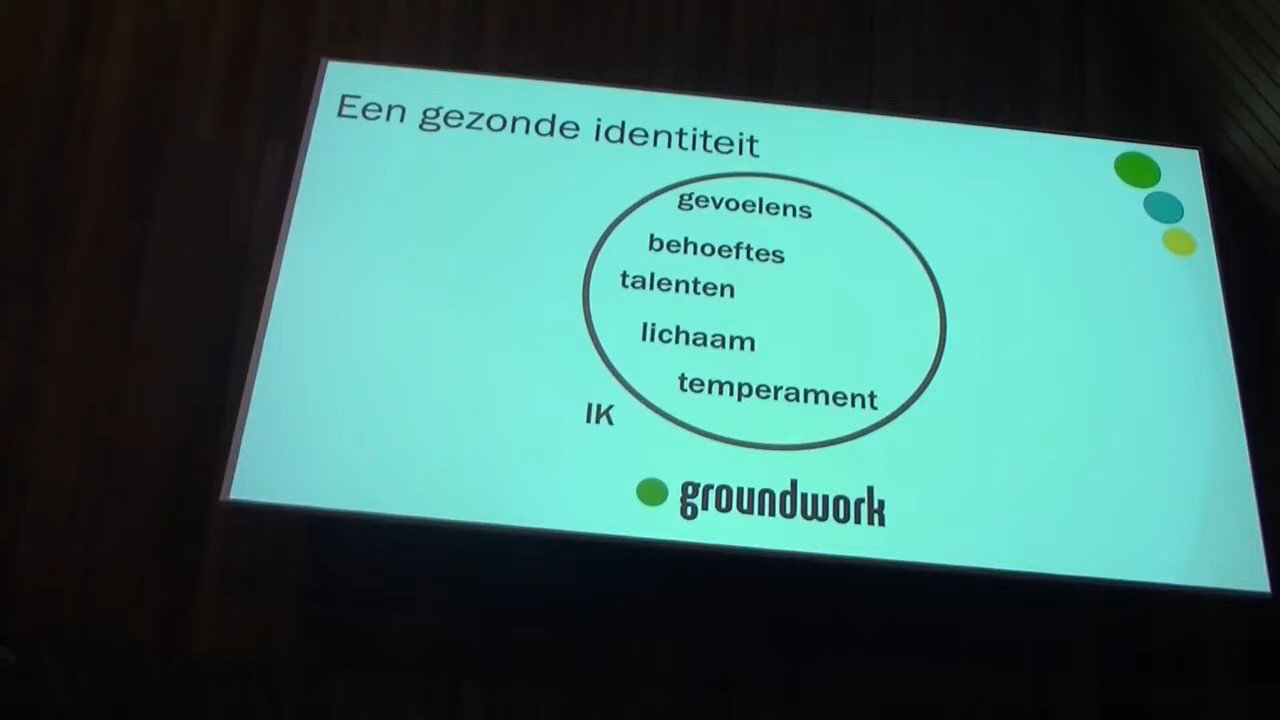 Een gezonde identiteit
gevoelens
behoeftes
talenten
lichaam
temperament
IK
groundwork